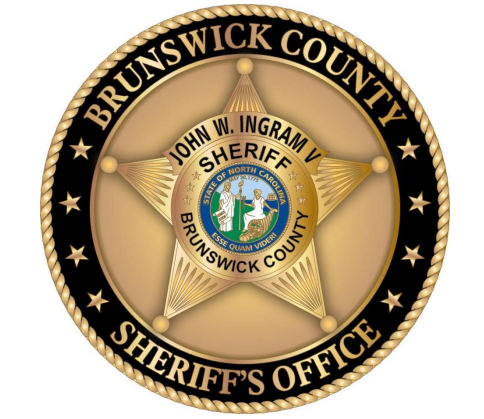 BRUNSWICK COUNTY
JOHN W. INGRAM V
SHERIFF
STATE OF NORTH CAROLINA
ESSE QUAM VIDERI
BRUNSWICK COUNTY
SHERIFF'S OFFICE